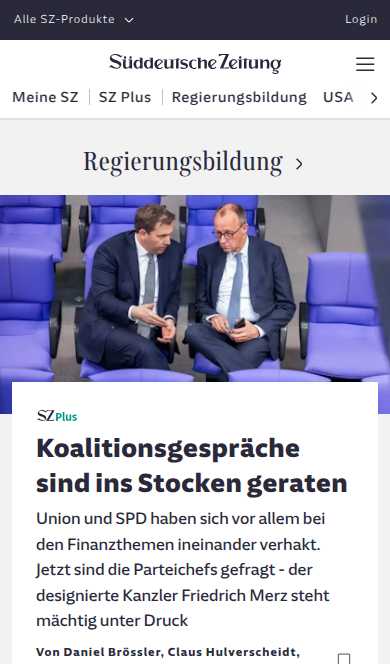 Alle SZ-Produkte
Login
Süddeutsche Zeitung
Meine SZ
SZ Plus
Regierungsbildung
USA
Regierungsbildung
SZ Plus
Koalitionsgespräche
sind ins Stocken geraten
Union und SPD haben sich vor allem bei
den Finanzthemen ineinander verhakt.
Jetzt sind die Parteichefs gefragt - der
designierte Kanzler Friedrich Merz steht
mächtig unter Druck
Von Daniel Brössler, Claus Hulverscheidt,